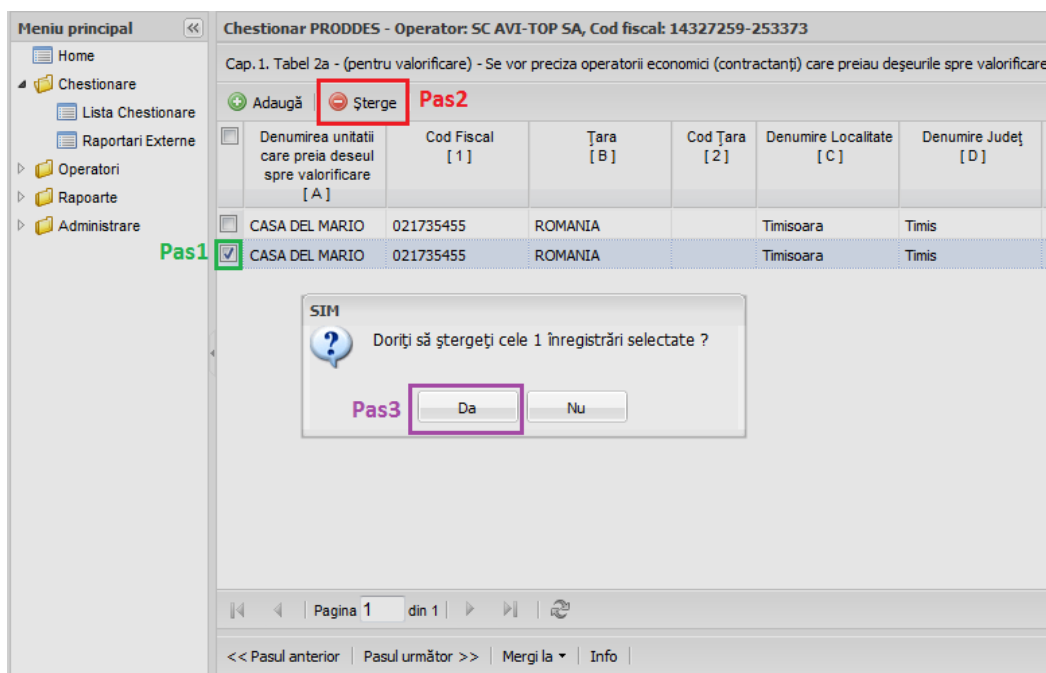 Meniu principal
Home
Chestionare
Lista Chestionare
Raportari Externe
Operatori
Rapoarte
Administrare
Chestionar PRODDES - Operator: SC AVI-TOP SA, Cod fiscal: 14327259-253373
Cap.1. Tabel 2a - (pentru valorificare) - Se vor preciza operatorii economici (contractanţi) care preiau deşeurile spre valorificare
Adaugă Şterge Pas2
Denumirea unitatii care preia deseul spre valorificare [ A ]
Cod Fiscal [ 1 ]
Ţara [ B ]
Cod Ţara [ 2 ]
Denumire Localitate [ C ]
Denumire Judeţ [ D ]
CASA DEL MARIO 021735455 ROMANIA Timisoara Timis
Pas1 CASA DEL MARIO 021735455 ROMANIA Timisoara Timis
SIM
Doriţi să ştergeţi cele 1 înregistrări selectate ?
Pas3 Da Nu
Pagina 1 din 1
<< Pasul anterior Pasul următor >> Mergi la Info